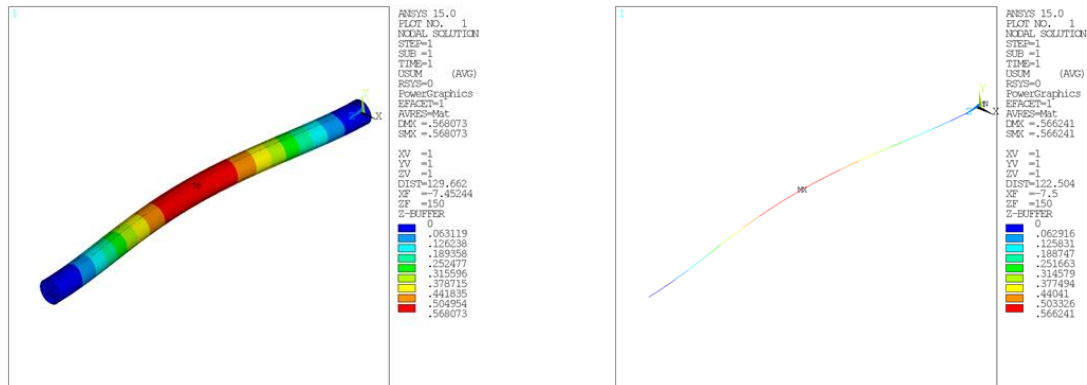 1
ANSYS 15.0
PLOT NO. 1
NODAL SOLUTION
STEP=1
SUB =1
TIME=1
USUM (AVG)
RSYS=0
PowerGraphics
EFACET=1
AVRES=Mat
DMX =.568073
SMX =.568073
XV =1
YV =1
ZV =1
DIST=129.662
XF =-7.45244
ZF =150
Z-BUFFER
0
.063119
.126238
.189358
.252477
.315596
.378715
.441835
.504954
.568073
X
1
ANSYS 15.0
PLOT NO. 1
NODAL SOLUTION
STEP=1
SUB =1
TIME=1
USUM (AVG)
RSYS=0
PowerGraphics
EFACET=1
AVRES=Mat
DMX =.566241
SMX =.566241
XV =1
YV =1
ZV =1
DIST=122.504
XF =-7.5
ZF =150
Z-BUFFER
0
.062916
.125831
.188747
.251663
.314579
.377494
.44041
.503326
.566241
Y
Z
MN
X
MX